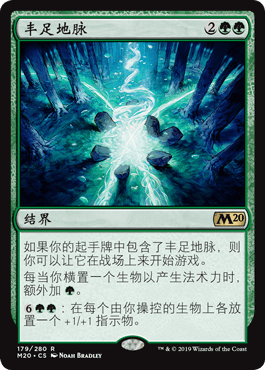 丰足地脉 2
结界 M20
如果你的起手牌中包含了丰足地脉,则
你可以让它在战场上来开始游戏。
每当你横置一个生物以产生法术力时,
额外加 。
6 :在每个由你操控的生物上各放
置一个 +1/+1 指示物。
179/280 R
M20 • CS NOAH BRADLEY
™ & © 2019 Wizards of the Coast